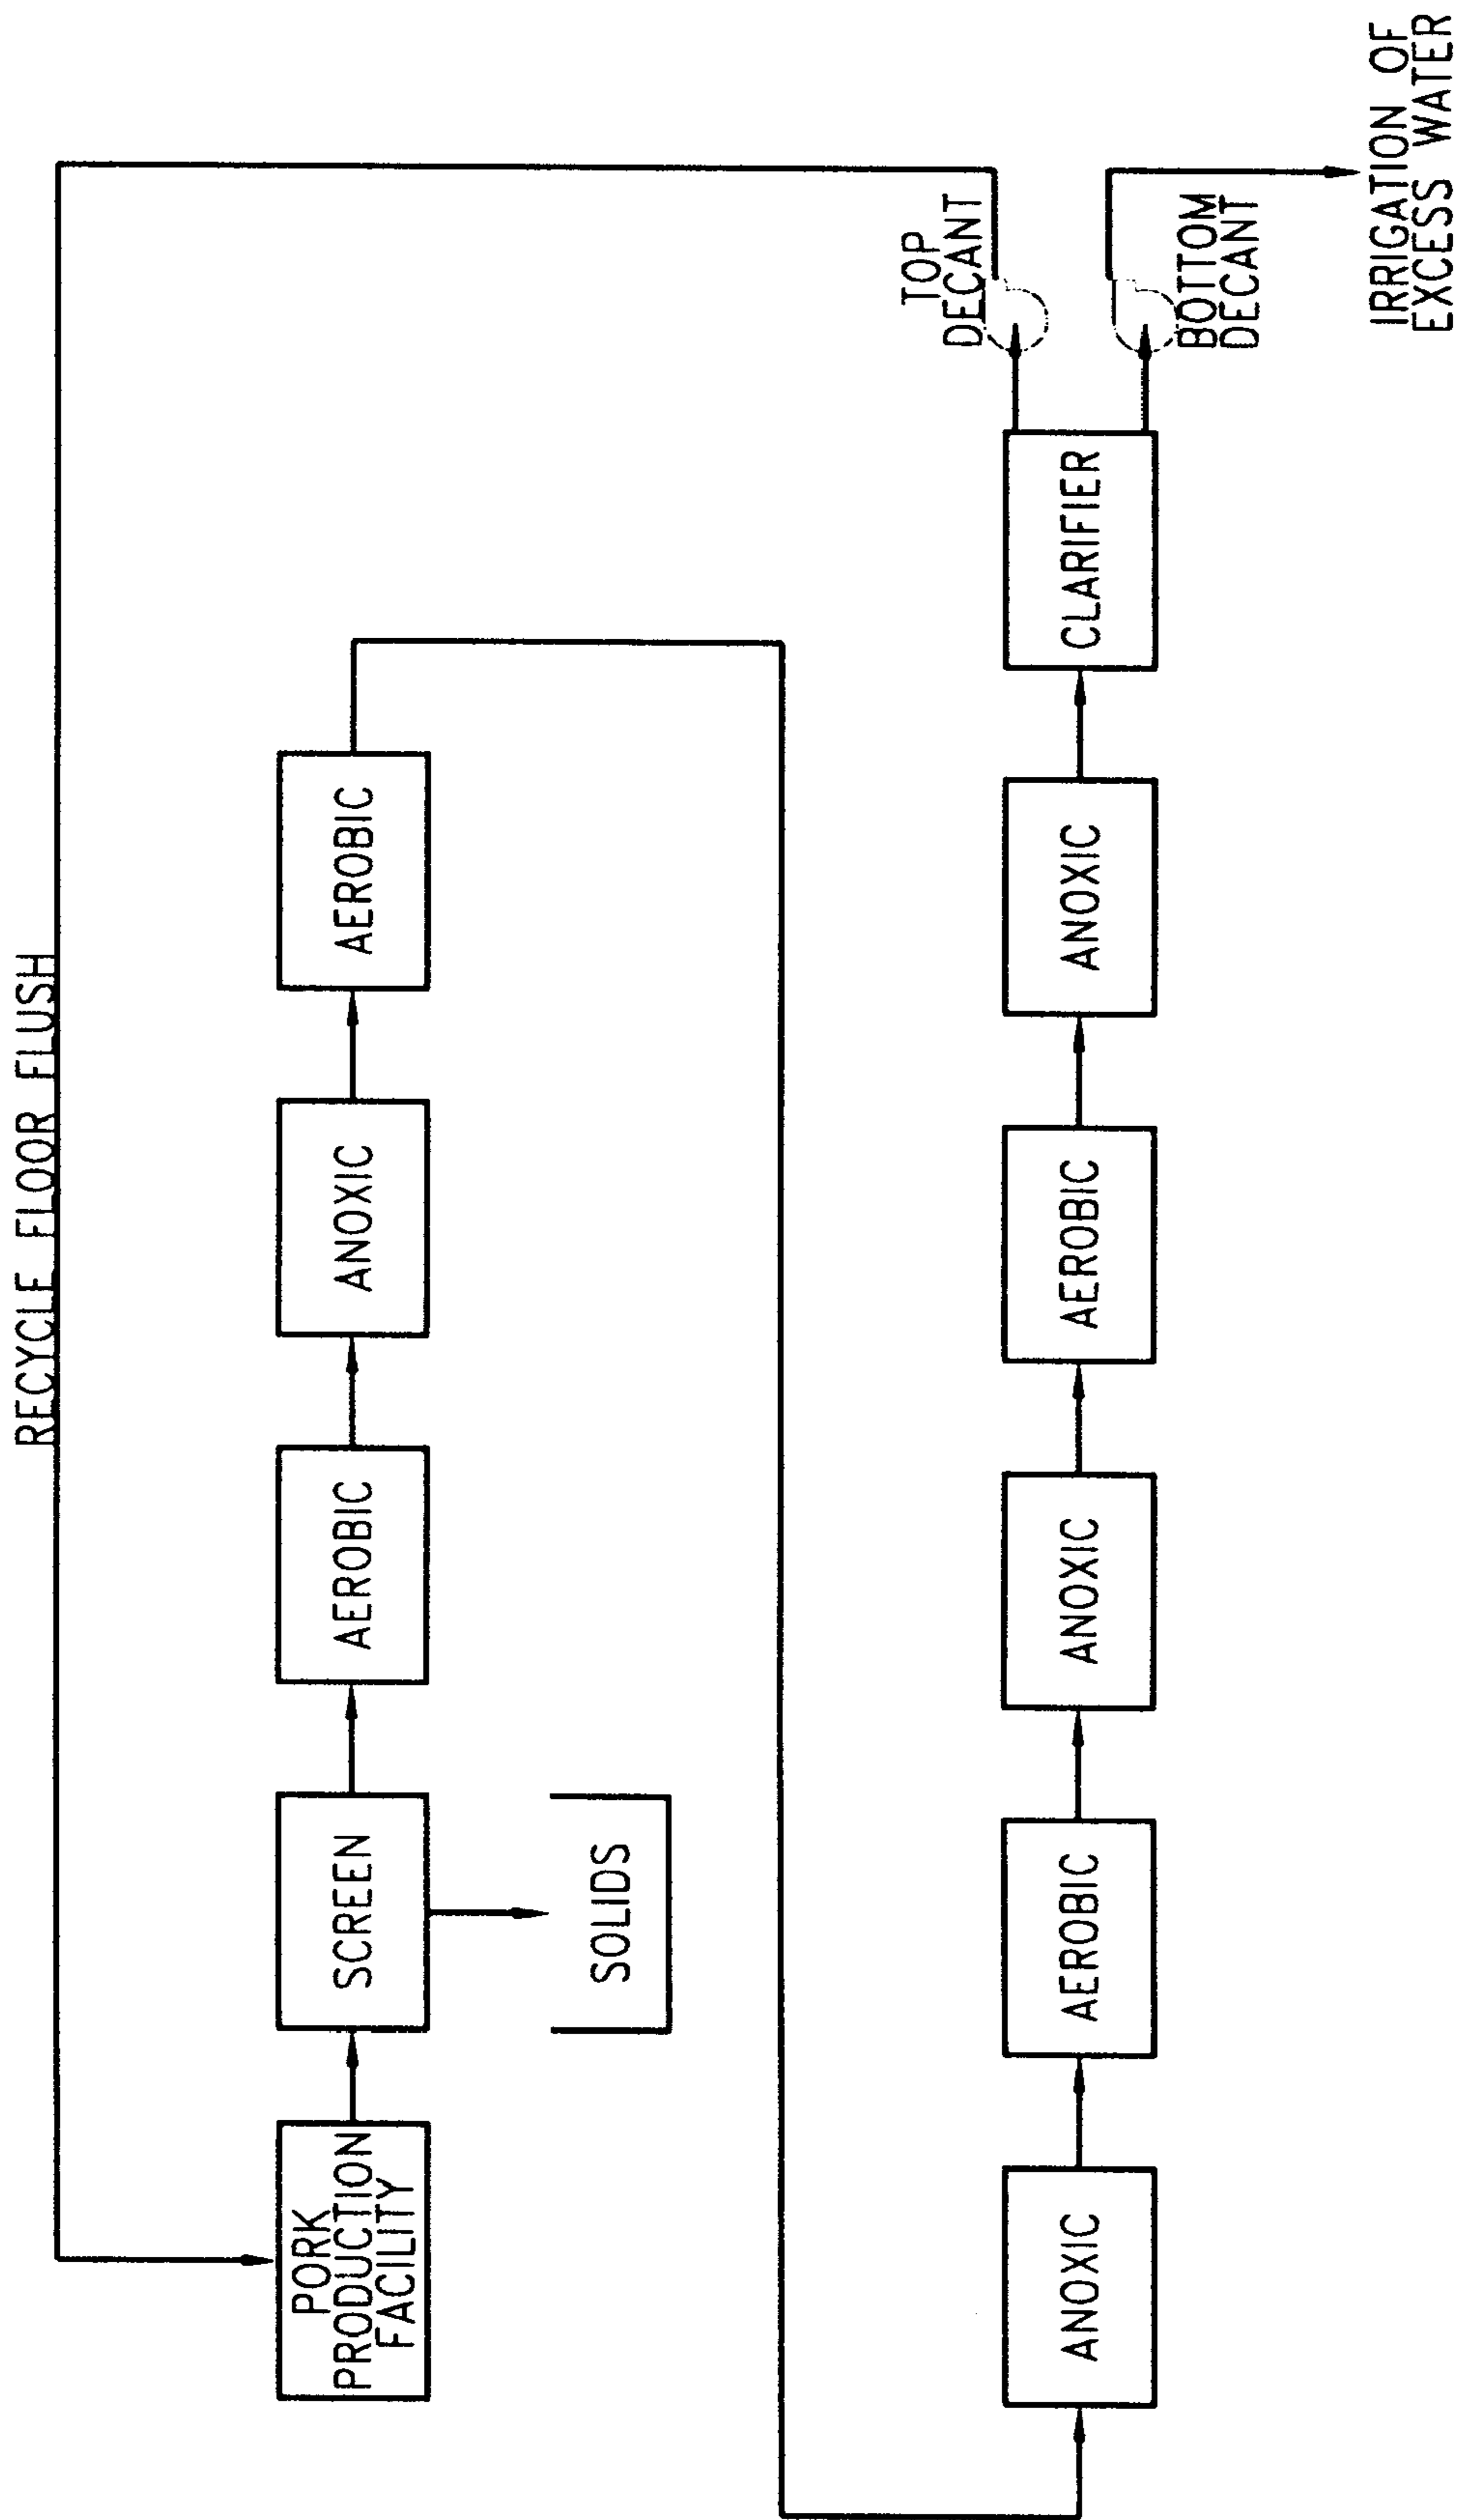 RECYCLE FLOOR FLUSH
PORK
PRODUCTION
FACILITY
SCREEN
AEROBIC
ANOXIC
AEROBIC
SOLIDS
ANOXIC
AEROBIC
ANOXIC
AEROBIC
ANOXIC
CLARIFIER
TOP
DECANT
BOTTOM
DECANT
IRRIGATION OF
EXCESS WATER